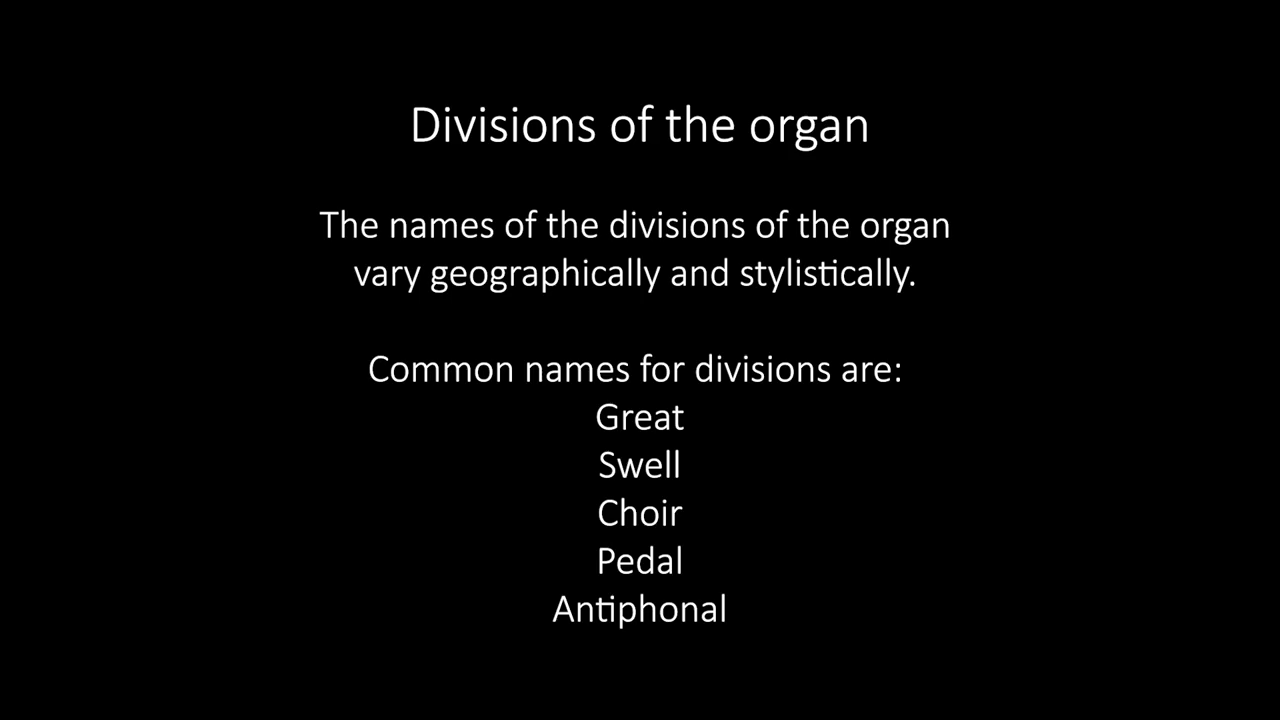 Divisions of the organ
The names of the divisions of the organ
vary geographically and stylistically.
Common names for divisions are:
Great
Swell
Choir
Pedal
Antiphonal